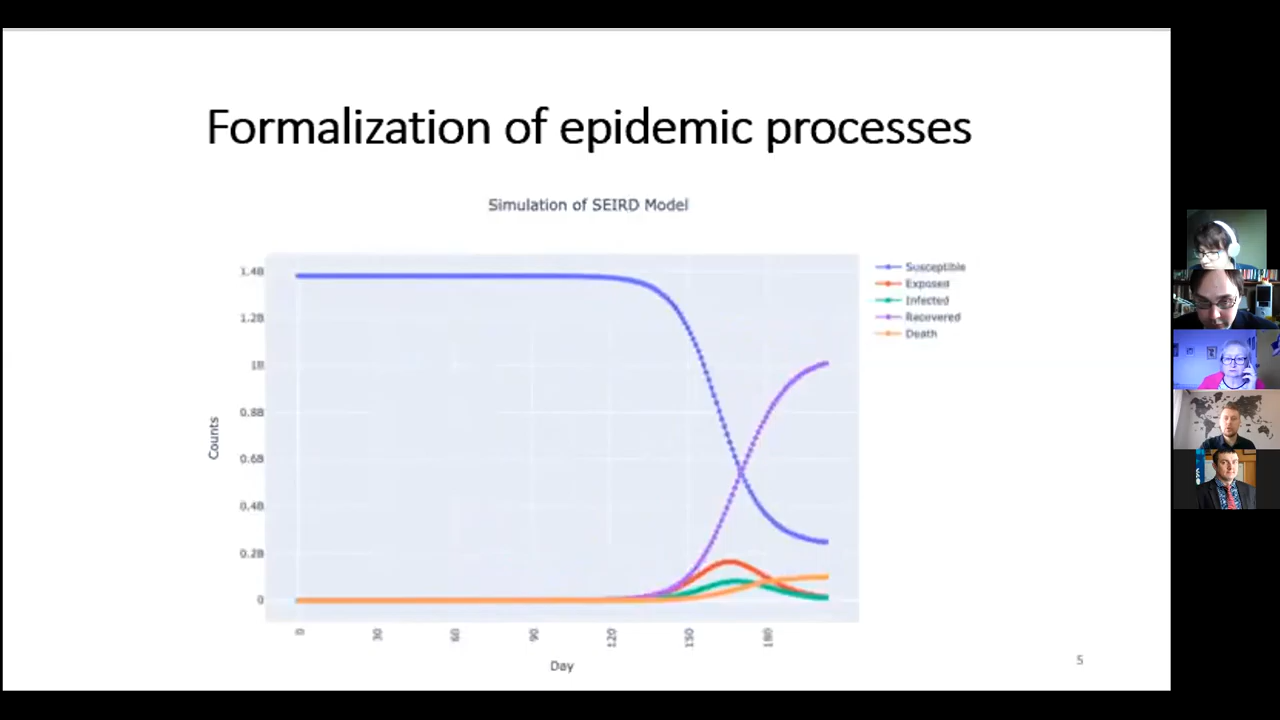 Formalization of epidemic processes
Simulation of SEIRD Model
1.4B
1.2B
1B
0.8B
0.6B
0.4B
0.2B
0
Counts
0
30
60
90
120
150
180
Day
Susceptible
Exposed
Infected
Recovered
Death
5